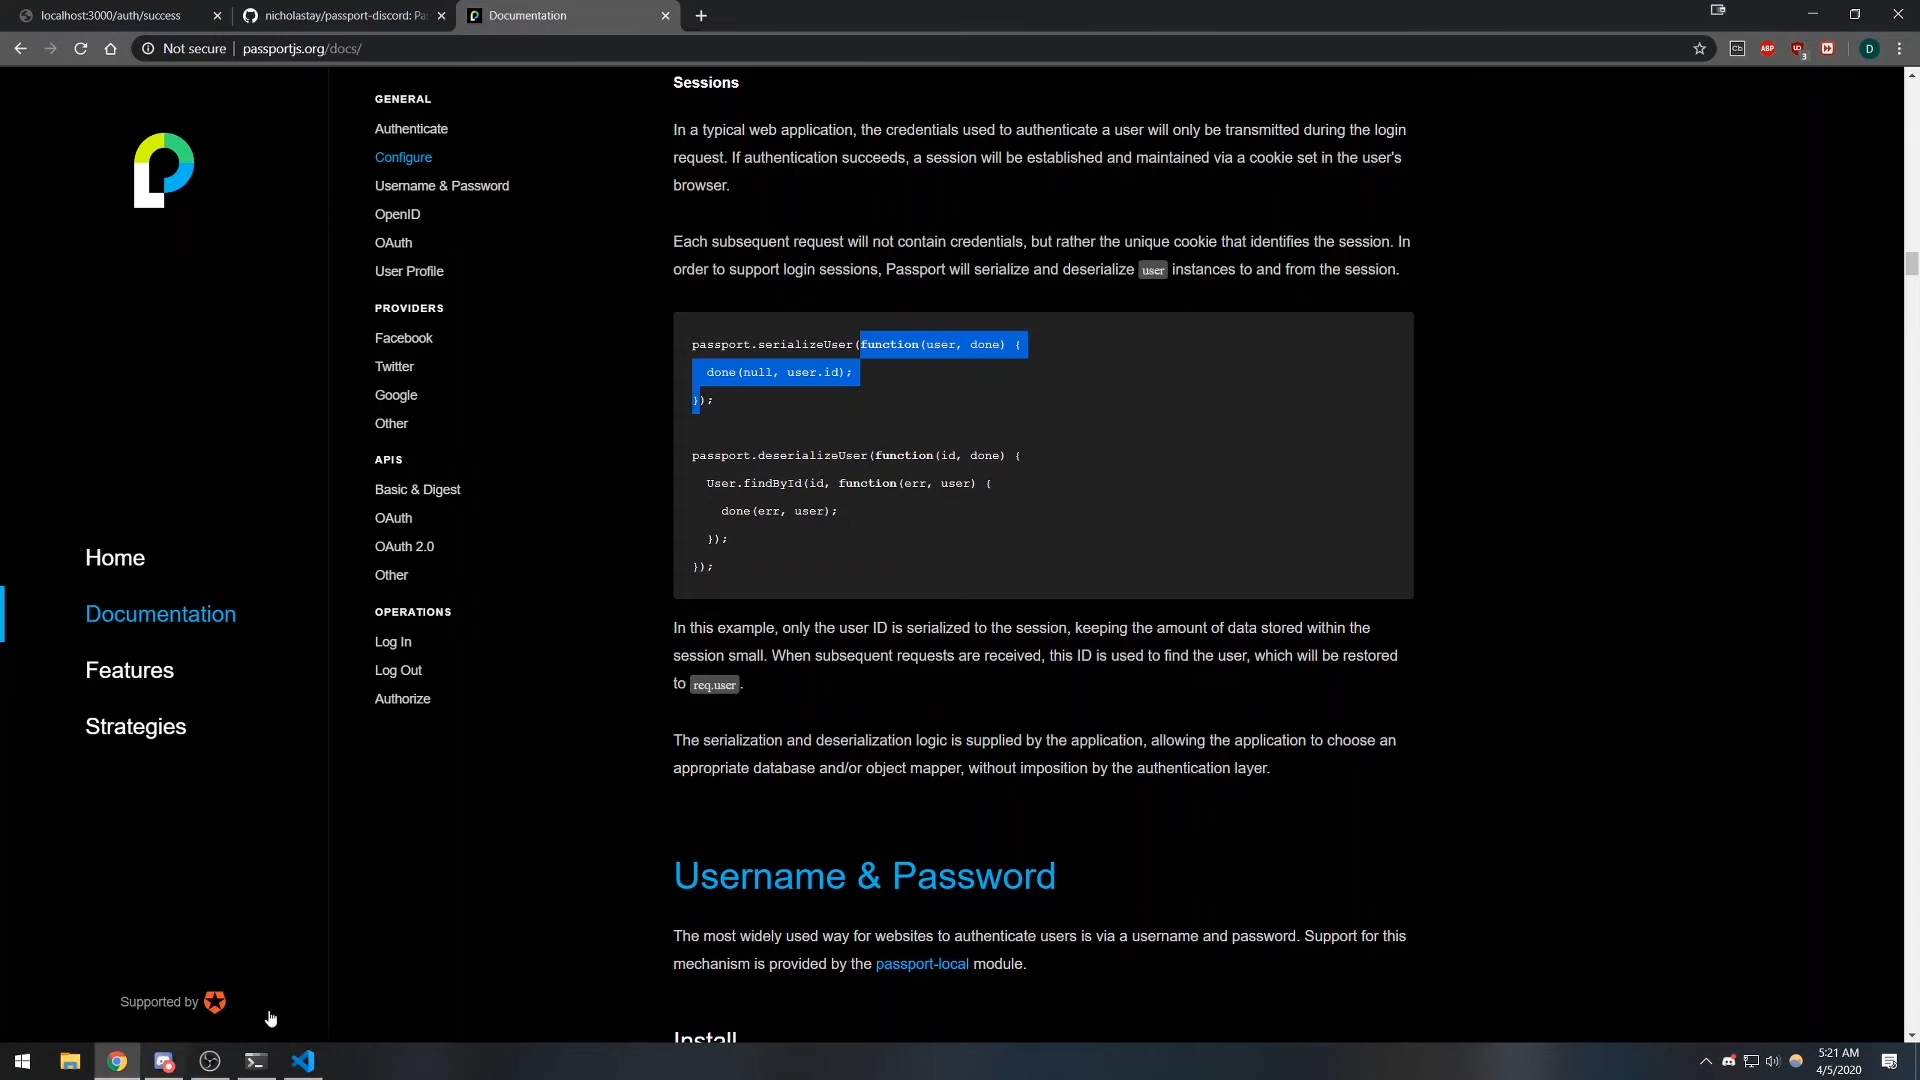 localhost:3000/auth/success
nicholastay/passport-discord: Pa
Documentation
Not secure
passportjs.org/docs/
Cb
ABP
3
D
GENERAL
Authenticate
Configure
Username & Password
OpenID
OAuth
User Profile
PROVIDERS
Facebook
Twitter
Google
Other
APIS
Basic & Digest
OAuth
OAuth 2.0
Other
OPERATIONS
Log In
Log Out
Authorize
Home
Documentation
Features
Strategies
Supported by
Sessions
In a typical web application, the credentials used to authenticate a user will only be transmitted during the login
request. If authentication succeeds, a session will be established and maintained via a cookie set in the user's
browser.
Each subsequent request will not contain credentials, but rather the unique cookie that identifies the session. In
order to support login sessions, Passport will serialize and deserialize user instances to and from the session.
passport.serializeUser(function(user, done) {
done(null, user.id);
});
passport.deserializeUser(function(id, done) {
User.findById(id, function(err, user) {
done(err, user);
});
});
In this example, only the user ID is serialized to the session, keeping the amount of data stored within the
session small. When subsequent requests are received, this ID is used to find the user, which will be restored
to req.user.
The serialization and deserialization logic is supplied by the application, allowing the application to choose an
appropriate database and/or object mapper, without imposition by the authentication layer.
Username & Password
The most widely used way for websites to authenticate users is via a username and password. Support for this
mechanism is provided by the passport-local module.
Install
5:21 AM
4/5/2020